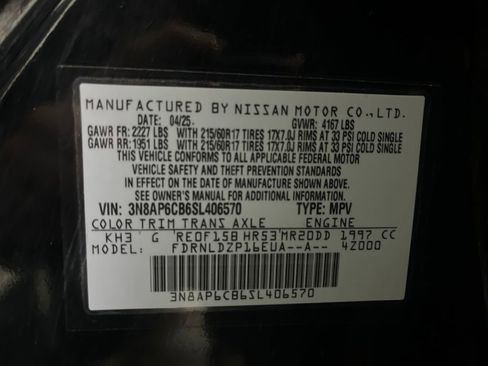 MANUFACTURED BY NISSAN MOTOR CO.,LTD.
DATE: 04/25 GVWR: 4167 LBS
GAWR FR: 2227 LBS WITH 215/60R17 TIRES 17X7.0J RIMS AT 33 PSI COLD SINGLE
GAWR RR: 1951 LBS WITH 215/60R17 TIRES 17X7.0J RIMS AT 33 PSI COLD SINGLE
THIS VEHICLE CONFORMS TO ALL APPLICABLE FEDERAL MOTOR
VEHICLE SAFETY AND THEFT PREVENTION STANDARDS IN
EFFECT ON THE DATE OF MANUFACTURE SHOWN ABOVE.
SEE OWNER'S MANUAL FOR ADDITIONAL INFORMATION.
VIN: 3N8AP6CB6SL406570 TYPE: MPV
COLOR TRIM TRANS AXLE ENGINE
KH3 G RE0F15B HR53 MR20DD 1997 CC
MODEL: FDRNLDZP16EUA--A-- 4Z000
3N8AP6CB6SL406570